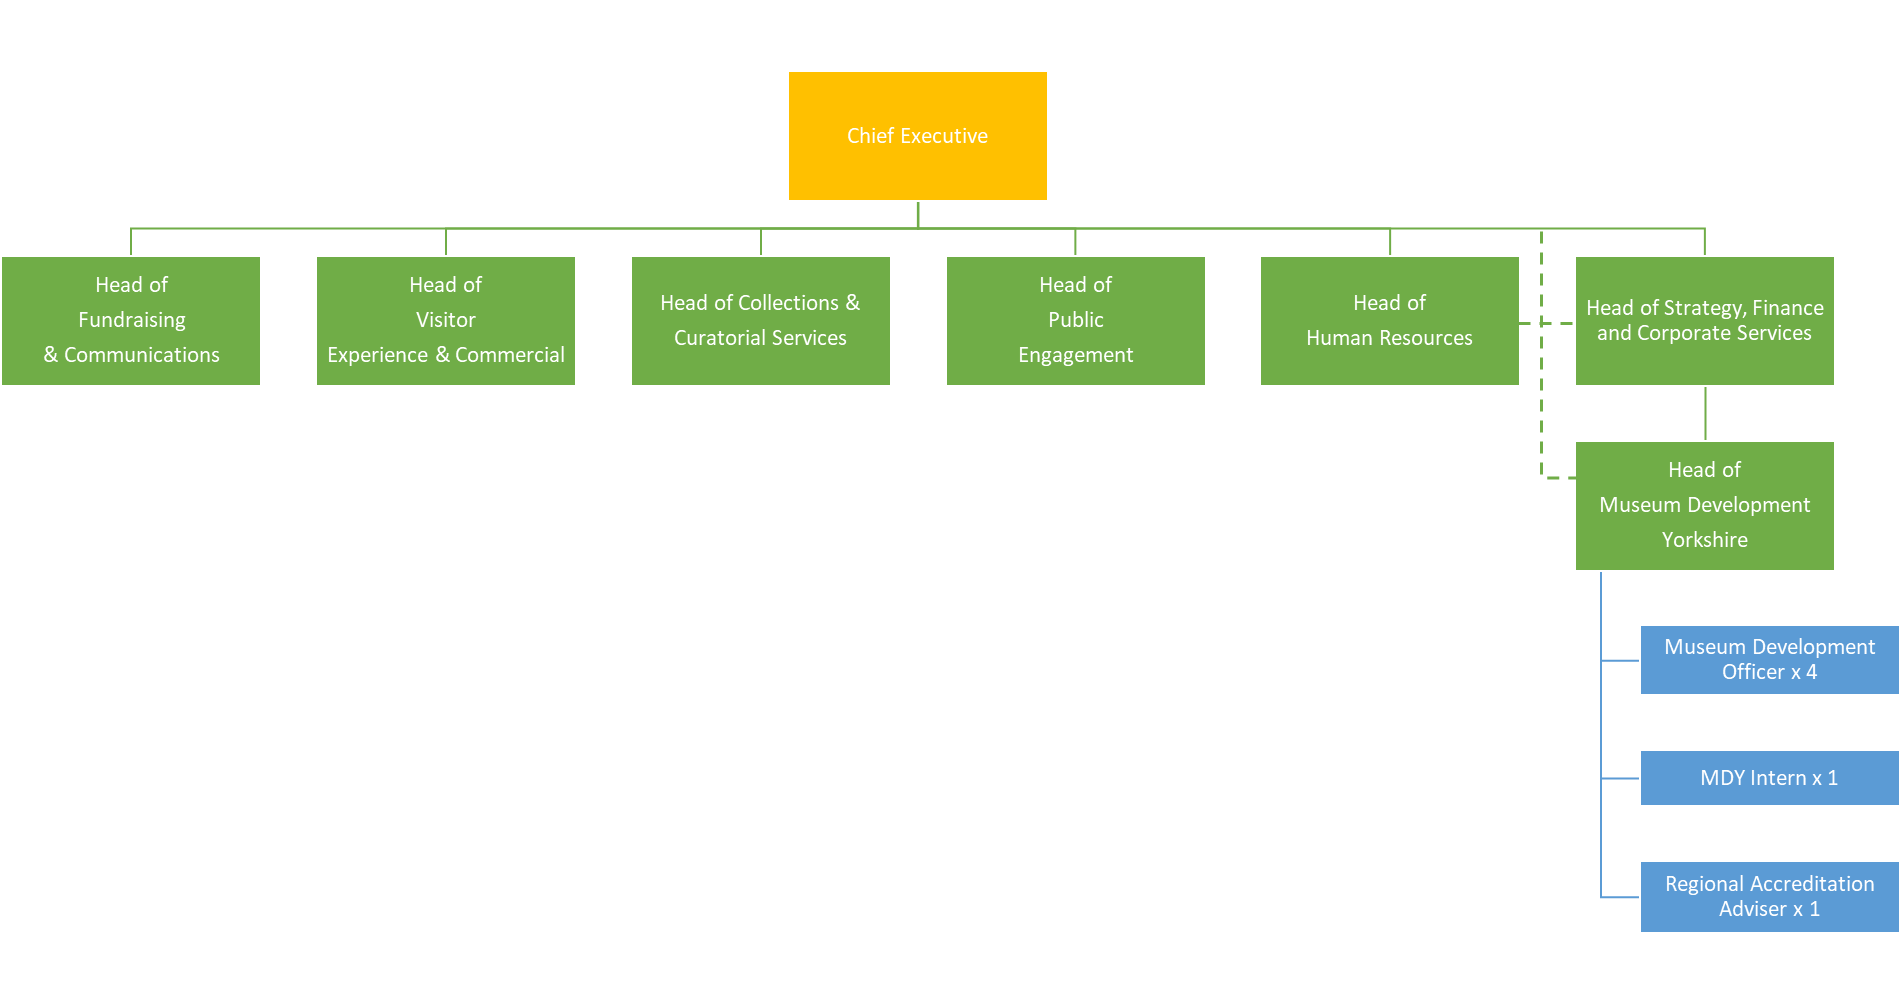 Chief Executive
Head of
Fundraising
& Communications
Head of
Visitor
Experience & Commercial
Head of Collections &
Curatorial Services
Head of
Public
Engagement
Head of
Human Resources
Head of Strategy, Finance
and Corporate Services
Head of
Museum Development
Yorkshire
Museum Development
Officer x 4
MDY Intern x 1
Regional Accreditation
Adviser x 1